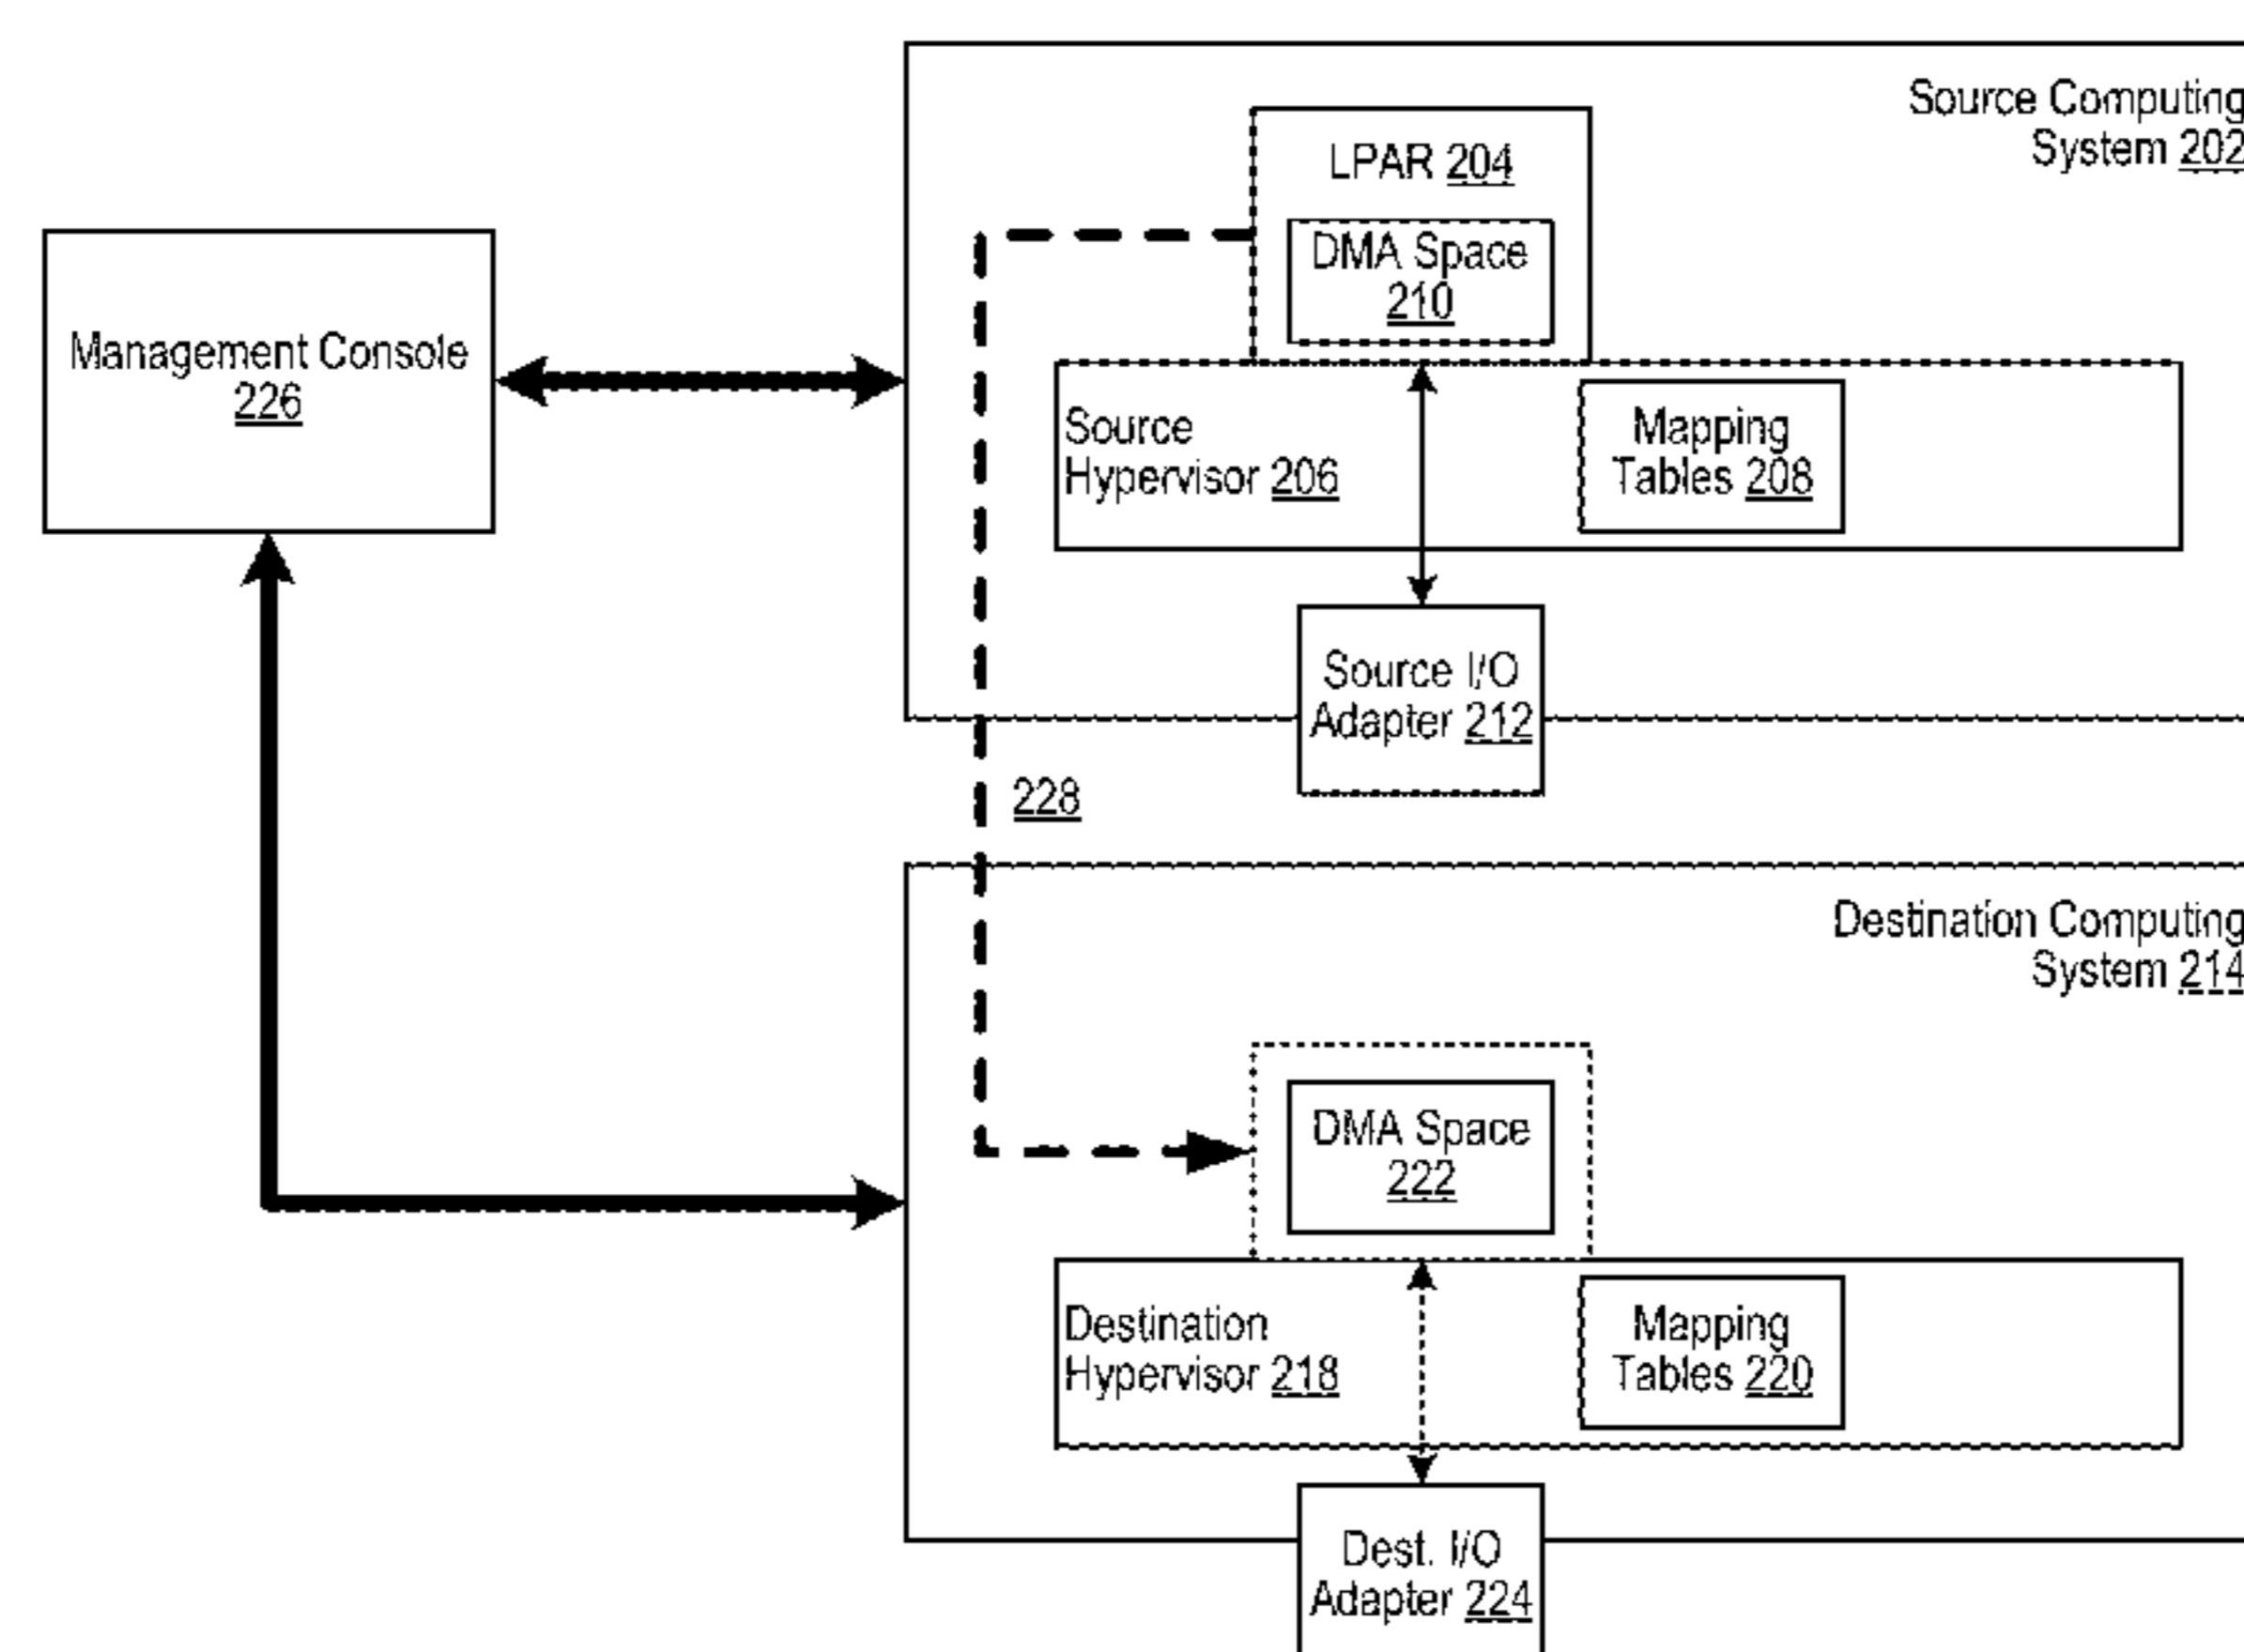 Source Computing
System 202
LPAR 204
DMA Space
210
Management Console
226
Source
Hypervisor 206
Mapping
Tables 208
Source I/O
Adapter 212
228
Destination Computing
System 214
DMA Space
222
Destination
Hypervisor 218
Mapping
Tables 220
Dest. I/O
Adapter 224